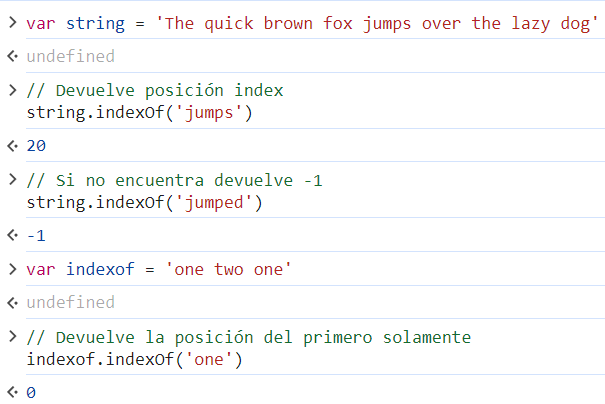 > var string = 'The quick brown fox jumps over the lazy dog'
< undefined
> // Devuelve posición index
string.indexOf('jumps')
< 20
> // Si no encuentra devuelve -1
string.indexOf('jumped')
< -1
> var indexof = 'one two one'
< undefined
> // Devuelve la posición del primero solamente
indexof.indexOf('one')
< 0